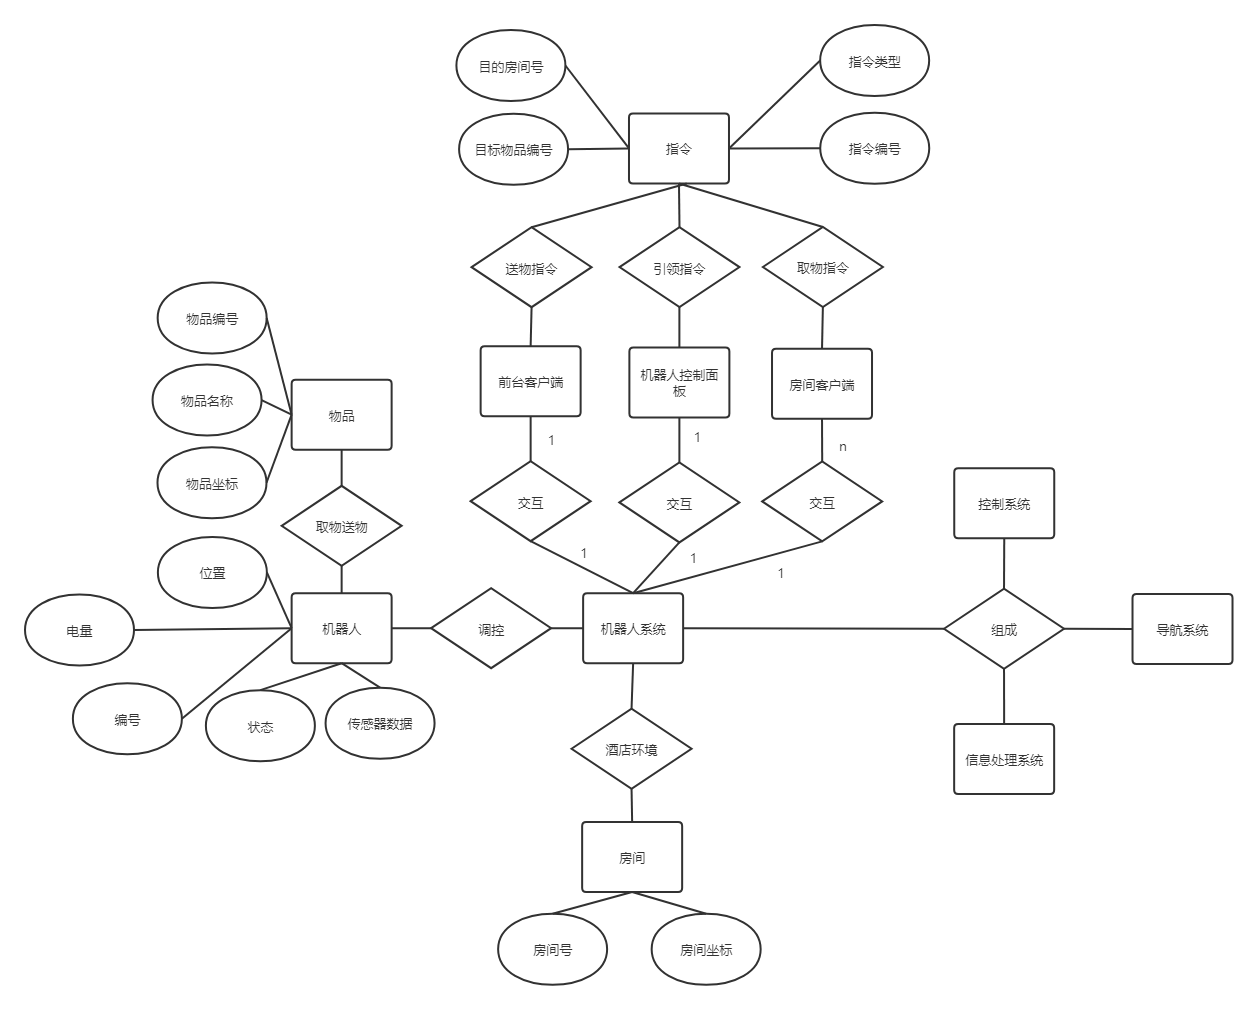 目的房间号
指令类型
目标物品编号
指令
指令编号
送物指令
引领指令
取物指令
物品编号
物品名称
物品坐标
物品
前台客户端
机器人控制面
板
房间客户端
1
1
n
取物送物
交互
交互
交互
1
1
1
控制系统
位置
电量
机器人
调控
机器人系统
组成
导航系统
编号
状态
传感器数据
酒店环境
信息处理系统
房间
房间号
房间坐标